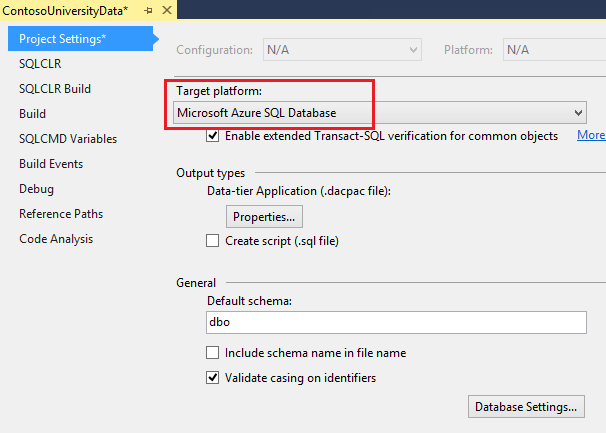 ContosoUniversityData*
Project Settings*
SQLCLR
SQLCLR Build
Build
SQLCMD Variables
Build Events
Debug
Reference Paths
Code Analysis
Configuration: N/A Platform: N/A
Target platform:
Microsoft Azure SQL Database
Enable extended Transact-SQL verification for common objects More
Output types
Data-tier Application (.dacpac file):
Properties...
Create script (.sql file)
General
Default schema:
dbo
Include schema name in file name
Validate casing on identifiers
Database Settings...